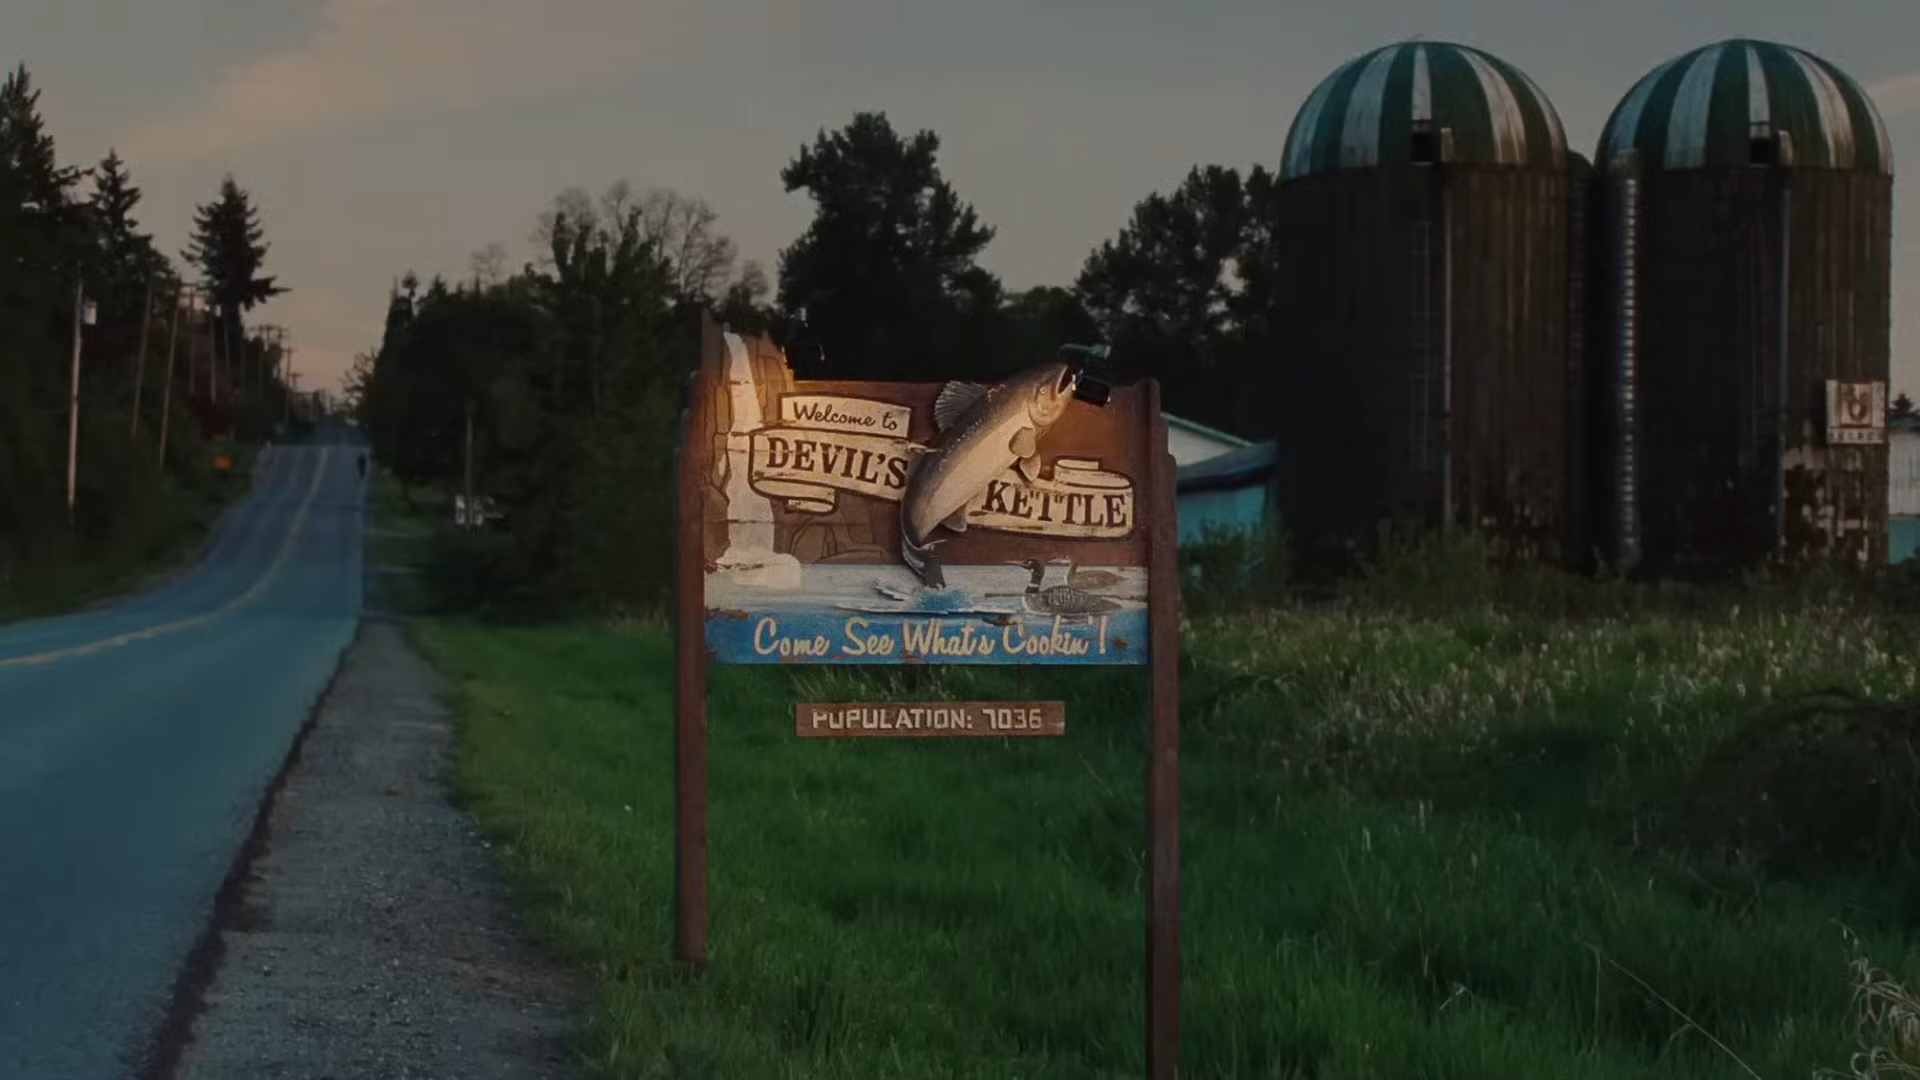 Welcome to
DEVIL'S
KETTLE
Come See What's Cookin'!
POPULATION: 7036